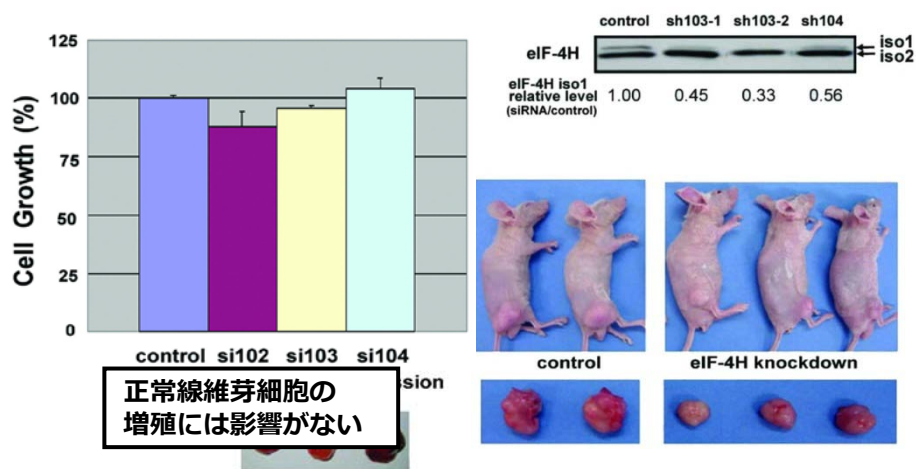 125
100
75
50
25
0
Cell Growth (%)
control si102 si103 si104
ssion
正常線維芽細胞の
増殖には影響がない
control sh103-1 sh103-2 sh104
eIF-4H
iso1
iso2
eIF-4H iso1
relative level
(siRNA/control)
1.00 0.45 0.33 0.56
control
eIF-4H knockdown